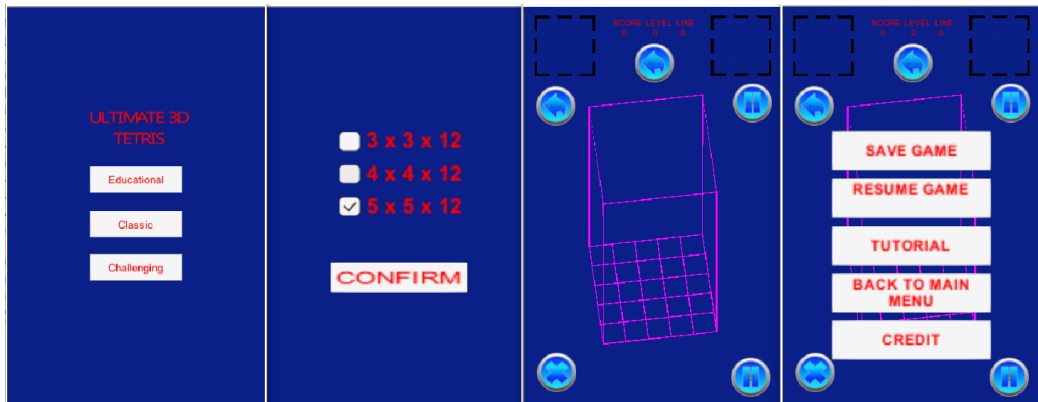 ULTIMATE 3D
TETRIS
Educational
Classic
Challenging
3 x 3 x 12
4 x 4 x 12
5 x 5 x 12
CONFIRM
SCORE LEVEL LINE
0 0 0
SCORE LEVEL LINE
0 0 0
SAVE GAME
RESUME GAME
TUTORIAL
BACK TO MAIN
MENU
CREDIT